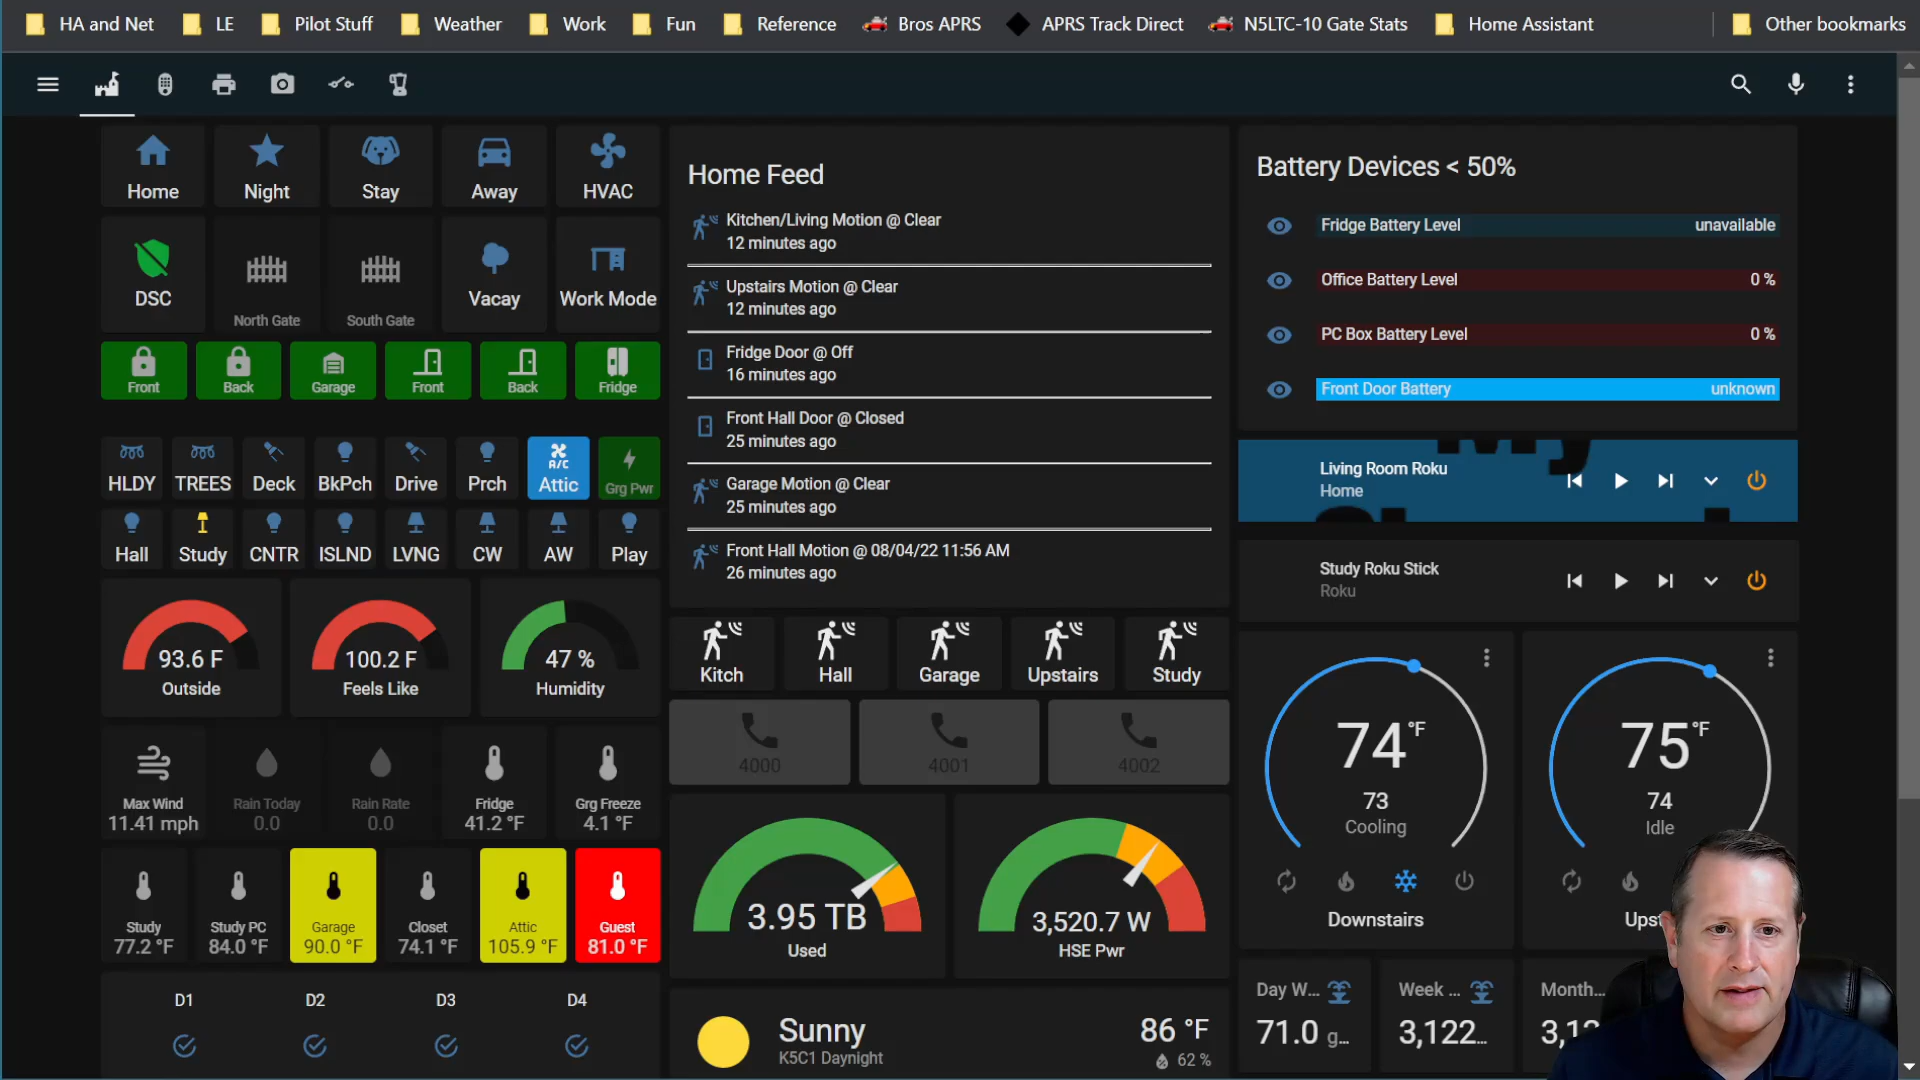 HA and Net LE Pilot Stuff Weather Work Fun Reference Bros APRS APRS Track Direct N5LTC-10 Gate Stats Home Assistant Other bookmarks
Home Night Stay Away HVAC
DSC North Gate South Gate Vacay Work Mode
Front Back Garage Front Back Fridge
HLDY TREES Deck BkPch Drive Prch A/C Attic Grg Pwr
Hall Study CNTR ISLND LVNG CW AW Play
93.6 F 100.2 F 47 %
Outside Feels Like Humidity
Max Wind Rain Today Rain Rate Fridge Grg Freeze
11.41 mph 0.0 0.0 41.2 °F 4.1 °F
Study Study PC Garage Closet Attic Guest
77.2 °F 84.0 °F 90.0 °F 74.1 °F 105.9 °F 81.0 °F
D1 D2 D3 D4
Home Feed
Kitchen/Living Motion @ Clear
12 minutes ago
Upstairs Motion @ Clear
12 minutes ago
Fridge Door @ Off
16 minutes ago
Front Hall Door @ Closed
25 minutes ago
Garage Motion @ Clear
25 minutes ago
Front Hall Motion @ 08/04/22 11:56 AM
26 minutes ago
Kitch Hall Garage Upstairs Study
4000 4001 4002
3.95 TB 3,520.7 W
Used HSE Pwr
Sunny 86 °F
K5C1 Daynight 62 %
Battery Devices < 50%
Fridge Battery Level unavailable
Office Battery Level 0 %
PC Box Battery Level 0 %
Front Door Battery unknown
Living Room Roku
Home
Study Roku Stick
Roku
74 °F 75 °F
73 74
Cooling Idle
Downstairs Upst
Day W... Week ... Month...
71.0 g... 3,122... 3,1